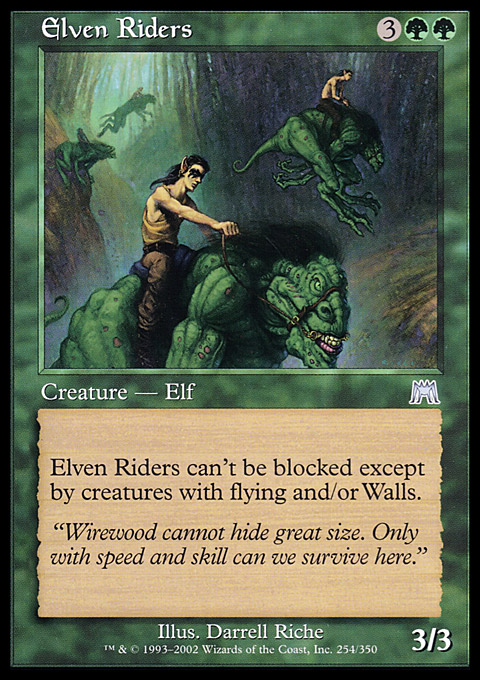 Elven Riders 3
Creature — Elf
Elven Riders can't be blocked except
by creatures with flying and/or Walls.
“Wirewood cannot hide great size. Only
with speed and skill can we survive here.”
Illus. Darrell Riche
™ & © 1993–2002 Wizards of the Coast, Inc. 254/350
3/3